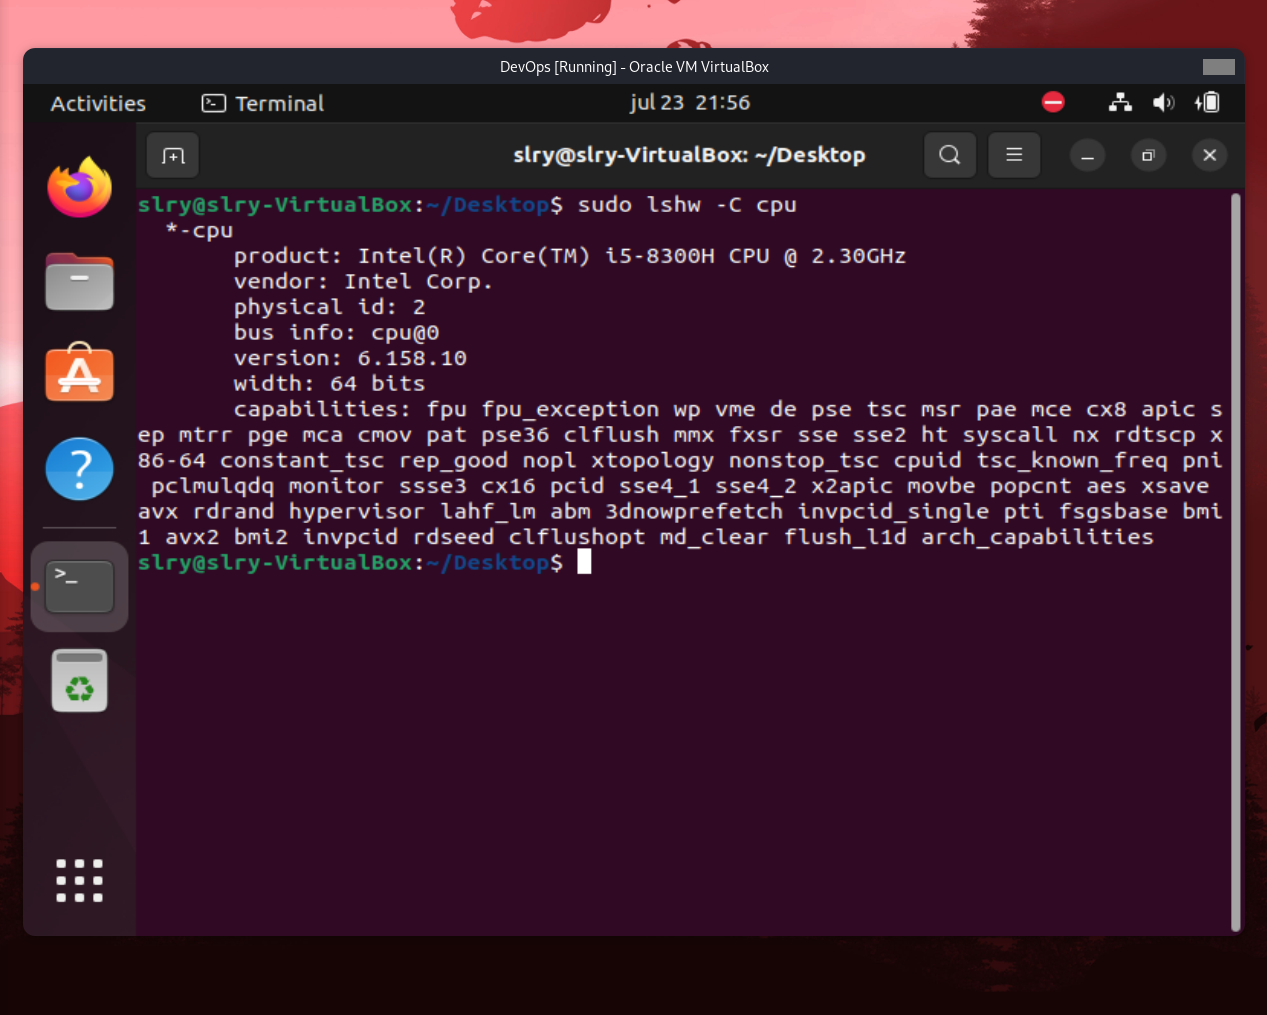 DevOps [Running] - Oracle VM VirtualBox
Activities Terminal jul 23 21:56
slry@slry-VirtualBox: ~/Desktop
slry@slry-VirtualBox:~/Desktop$ sudo lshw -C cpu
  *-cpu
       product: Intel(R) Core(TM) i5-8300H CPU @ 2.30GHz
       vendor: Intel Corp.
       physical id: 2
       bus info: cpu@0
       version: 6.158.10
       width: 64 bits
       capabilities: fpu fpu_exception wp vme de pse tsc msr pae mce cx8 apic s
ep mtrr pge mca cmov pat pse36 clflush mmx fxsr sse sse2 ht syscall nx rdtscp x
86-64 constant_tsc rep_good nopl xtopology nonstop_tsc cpuid tsc_known_freq pni
 pclmulqdq monitor ssse3 cx16 pcid sse4_1 sse4_2 x2apic movbe popcnt aes xsave
avx rdrand hypervisor lahf_lm abm 3dnowprefetch invpcid_single pti fsgsbase bmi
1 avx2 bmi2 invpcid rdseed clflushopt md_clear flush_l1d arch_capabilities
slry@slry-VirtualBox:~/Desktop$